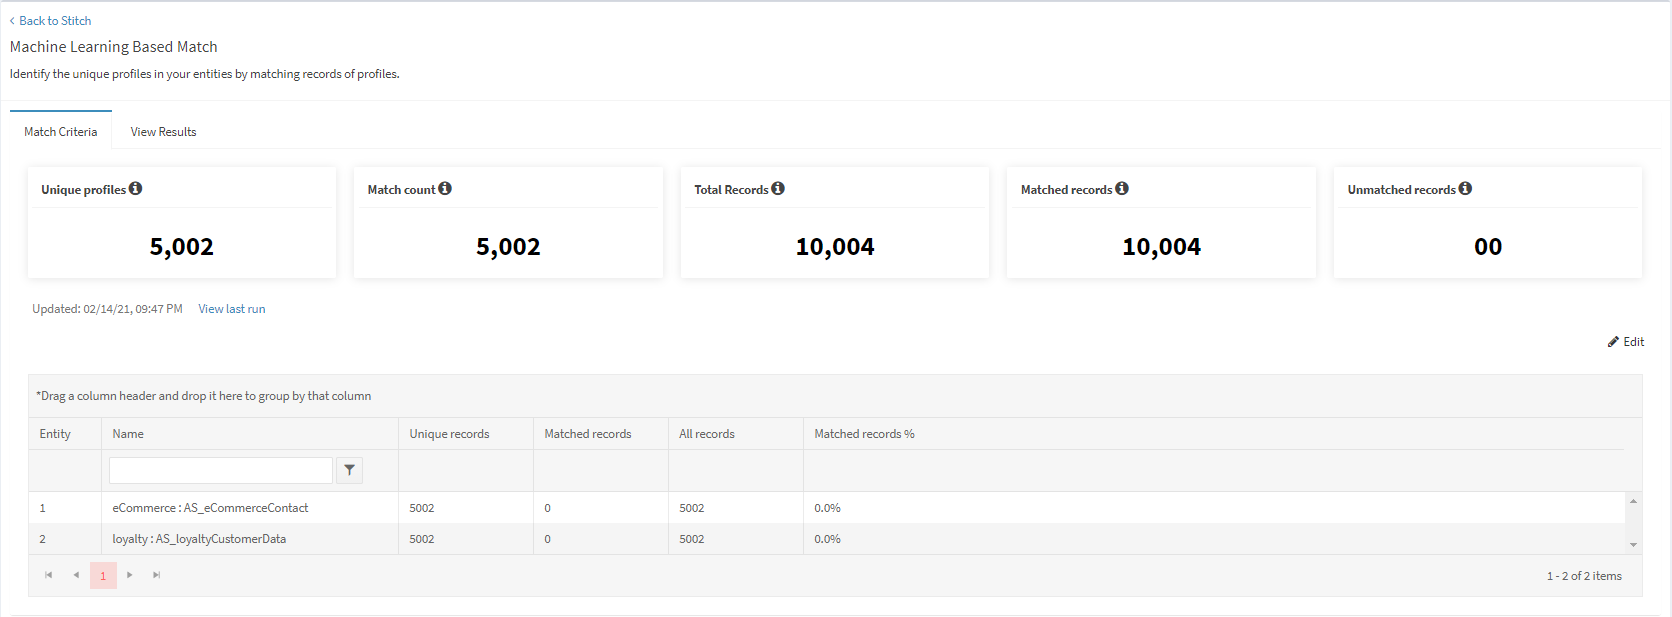 Back to Stitch
Machine Learning Based Match
Identify the unique profiles in your entities by matching records of profiles.
Match Criteria View Results
Unique profiles Match count Total Records Matched records Unmatched records
5,002 5,002 10,004 10,004 00
Updated: 02/14/21, 09:47 PM View last run
Edit
*Drag a column header and drop it here to group by that column
Entity Name Unique records Matched records All records Matched records %
1 eCommerce : AS_eCommerceContact 5002 0 5002 0.0%
2 loyalty : AS_loyaltyCustomerData 5002 0 5002 0.0%
1 1 - 2 of 2 items